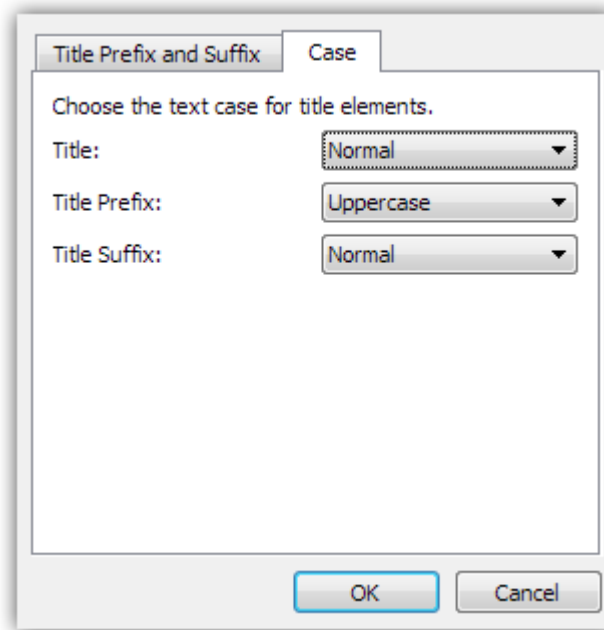 Title Prefix and Suffix Case
Choose the text case for title elements.
Title: Normal
Title Prefix: Uppercase
Title Suffix: Normal
OK Cancel